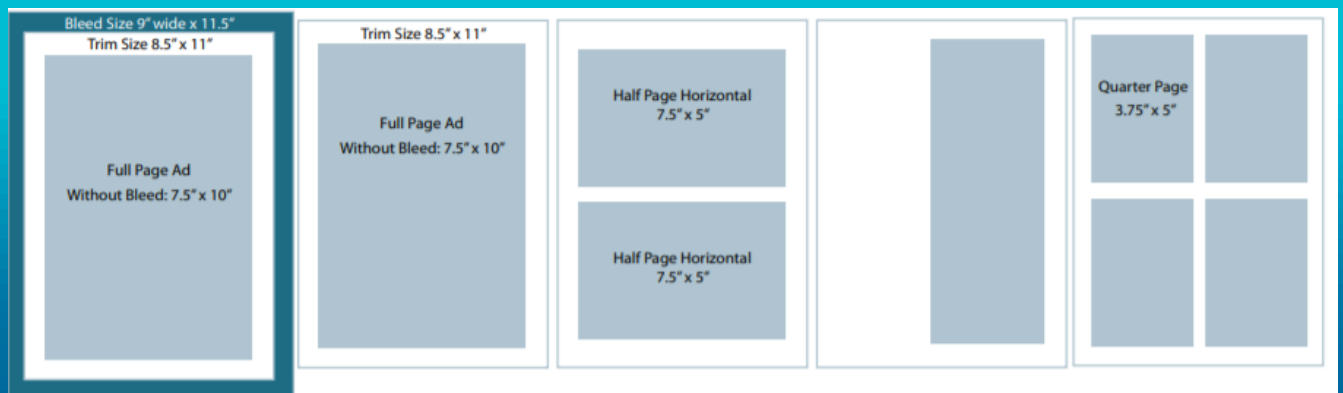 Bleed Size 9” wide x 11.5”
Trim Size 8.5” x 11”
Full Page Ad
Without Bleed: 7.5” x 10”
Trim Size 8.5” x 11”
Full Page Ad
Without Bleed: 7.5” x 10”
Half Page Horizontal
7.5” x 5”
Half Page Horizontal
7.5” x 5”
Quarter Page
3.75” x 5”